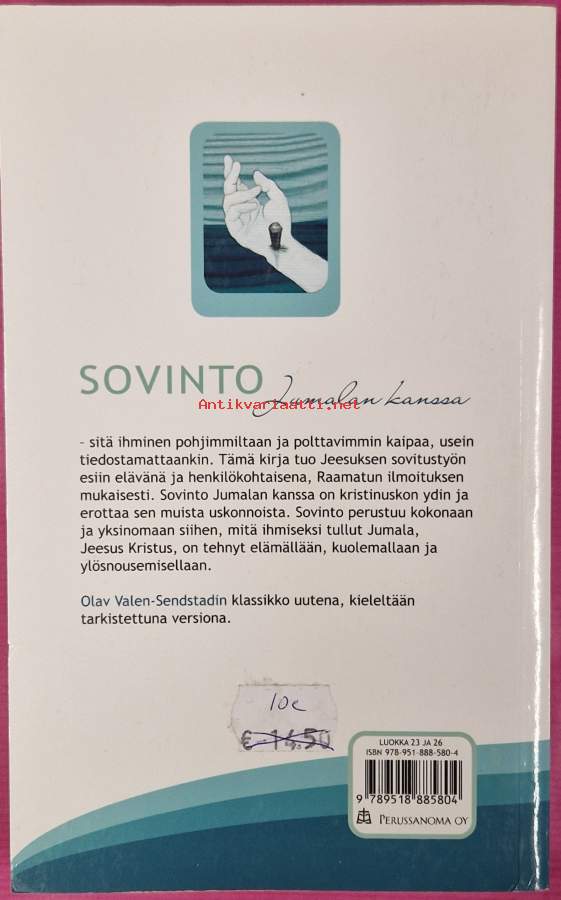 SOVINTO Jumalan kanssa
Antikvariaatti.net
- sitä ihminen pohjimmiltaan ja polttavimmin kaipaa, usein
tiedostamattaankin. Tämä kirja tuo Jeesuksen sovitustyön
esiin elävänä ja henkilökohtaisena, Raamatun ilmoituksen
mukaisesti. Sovinto Jumalan kanssa on kristinuskon ydin ja
erottaa sen muista uskonnoista. Sovinto perustuu kokonaan
ja yksinomaan siihen, mitä ihmiseksi tullut Jumala,
Jeesus Kristus, on tehnyt elämällään, kuolemallaan ja
ylösnousemisellaan.
Olav Valen-Sendstadin klassikko uutena, kieleltään
tarkistettuna versiona.
10€
€ 14.50
LUOKKA 23 JA 26
ISBN 978-951-888-580-4
9 789518 885804
PERUSSANOMA OY